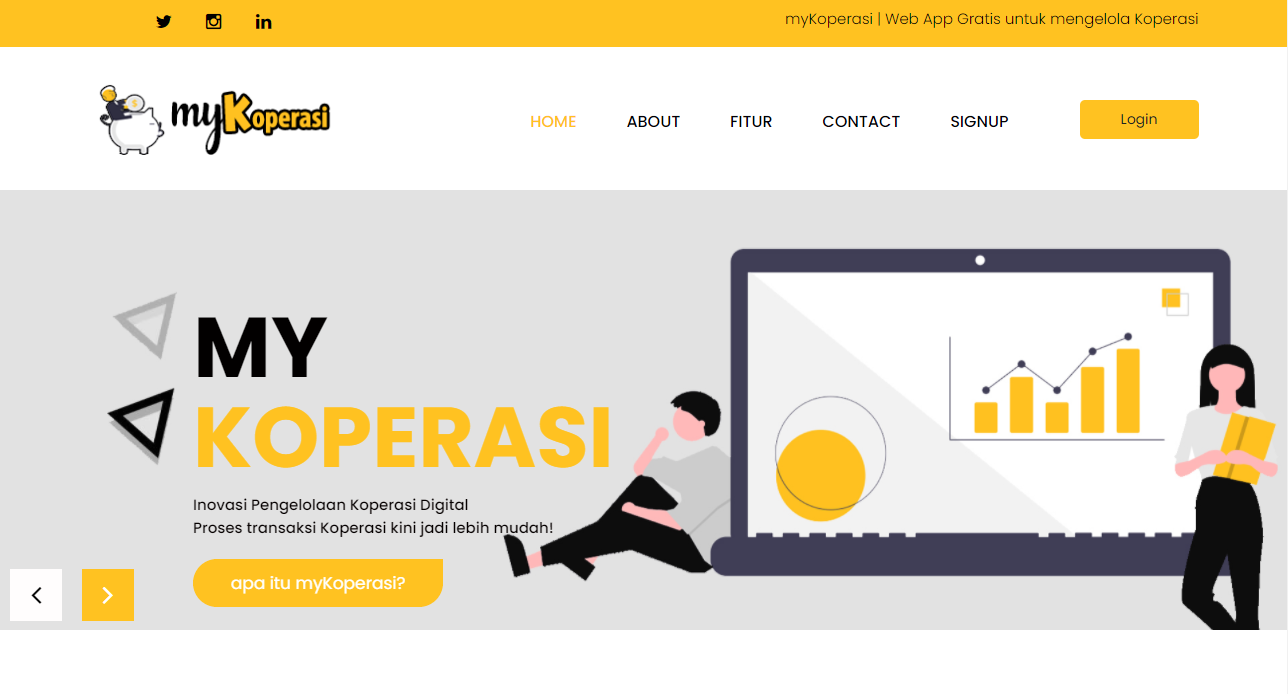 myKoperasi | Web App Gratis untuk mengelola Koperasi
myKoperasi
HOME ABOUT FITUR CONTACT SIGNUP Login
MY
KOPERASI
Inovasi Pengelolaan Koperasi Digital
Proses transaksi Koperasi kini jadi lebih mudah!
apa itu myKoperasi?